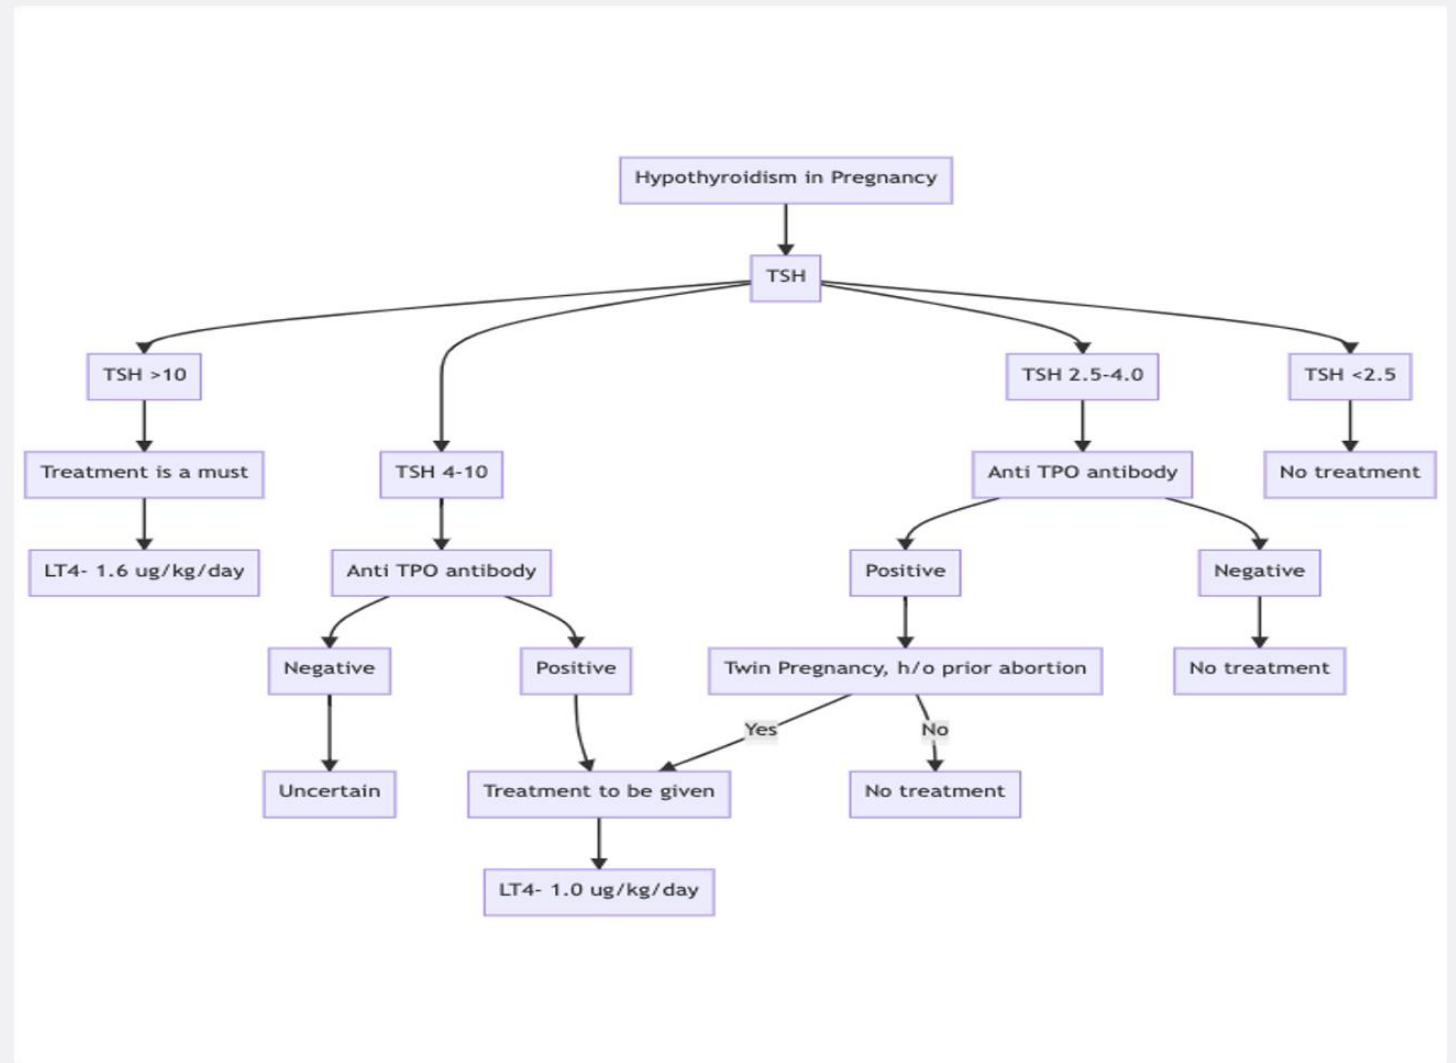 Hypothyroidism in Pregnancy
TSH
TSH >10
TSH 2.5-4.0
TSH <2.5
Treatment is a must
TSH 4-10
Anti TPO antibody
No treatment
LT4- 1.6 ug/kg/day
Anti TPO antibody
Positive
Negative
Negative
Positive
Twin Pregnancy, h/o prior abortion
No treatment
Yes
No
Uncertain
Treatment to be given
No treatment
LT4- 1.0 ug/kg/day